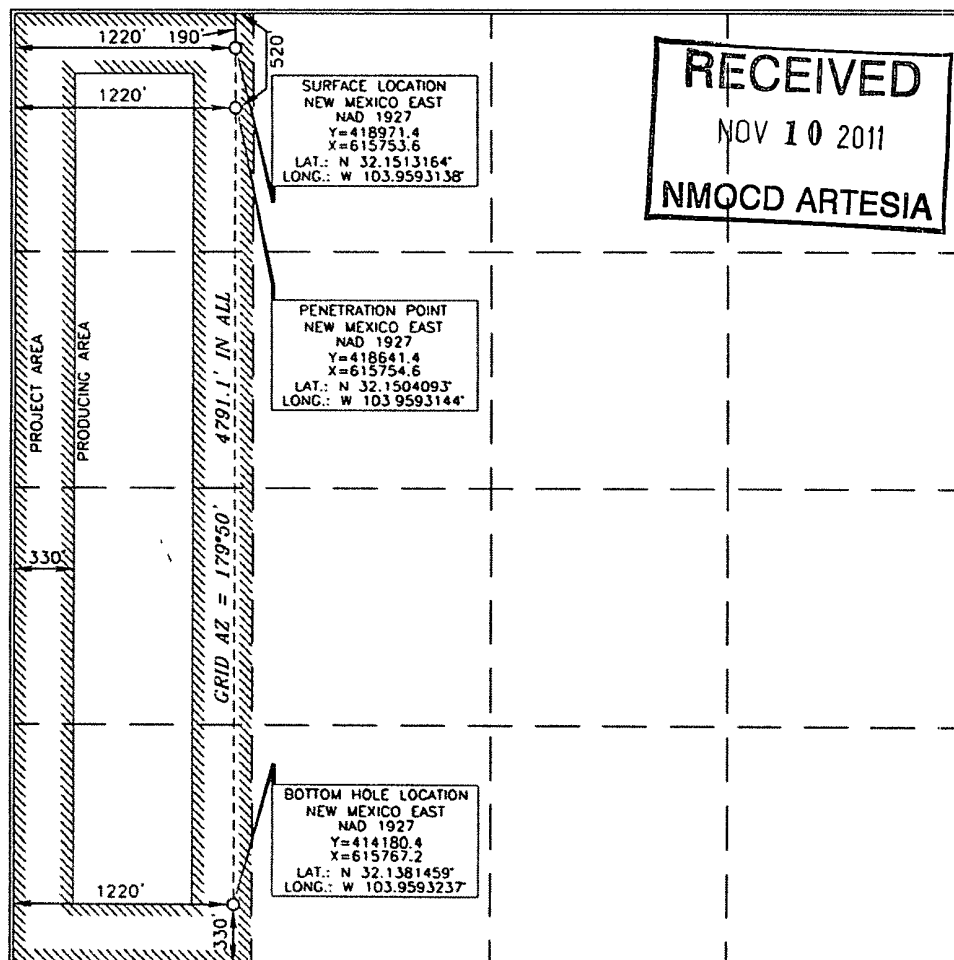 1220' 190'
520'
1220'
SURFACE LOCATION
NEW MEXICO EAST
NAD 1927
Y=418971.4
X=615753.6
LAT.: N 32.1513164°
LONG.: W 103.9593138°
RECEIVED
NOV 10 2011
NMOCD ARTESIA
PENETRATION POINT
NEW MEXICO EAST
NAD 1927
Y=418641.4
X=615754.6
LAT.: N 32.1504093°
LONG.: W 103.9593144°
PROJECT AREA
PRODUCING AREA
4791.1' IN ALL
GRID AZ = 179°50'
330'
BOTTOM HOLE LOCATION
NEW MEXICO EAST
NAD 1927
Y=414180.4
X=615767.2
LAT.: N 32.1381459°
LONG.: W 103.9593237°
1220'
330'